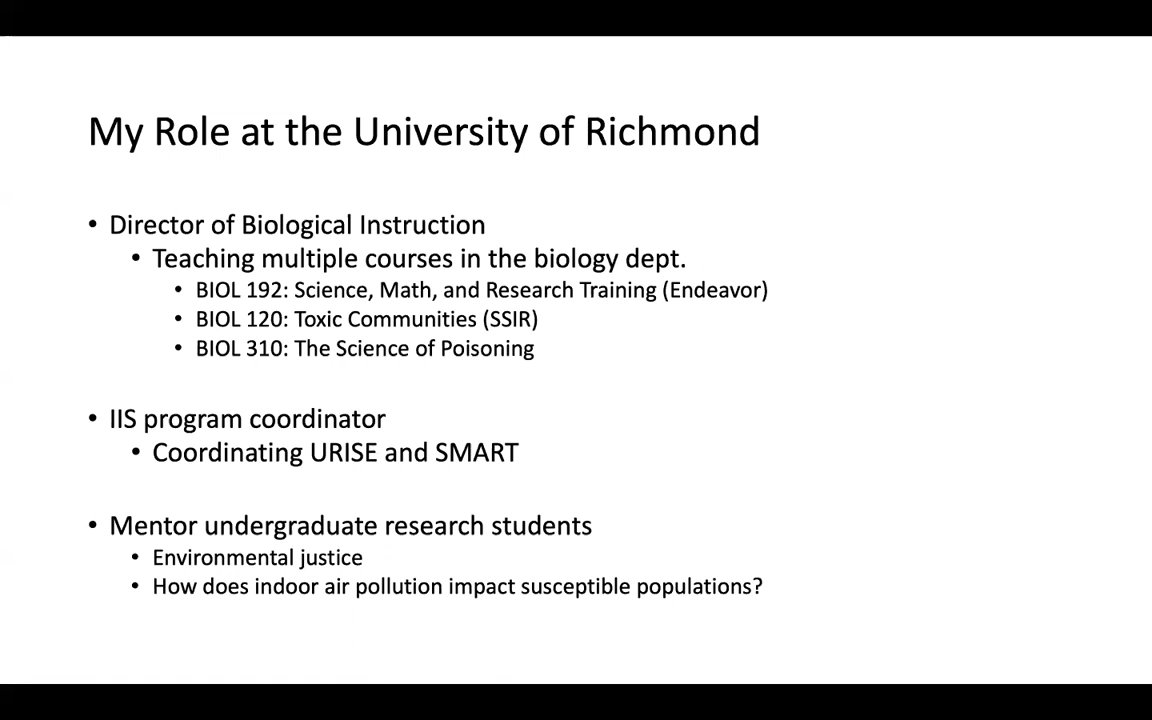 My Role at the University of Richmond
• Director of Biological Instruction
• Teaching multiple courses in the biology dept.
• BIOL 192: Science, Math, and Research Training (Endeavor)
• BIOL 120: Toxic Communities (SSIR)
• BIOL 310: The Science of Poisoning
• IIS program coordinator
• Coordinating URISE and SMART
• Mentor undergraduate research students
• Environmental justice
• How does indoor air pollution impact susceptible populations?